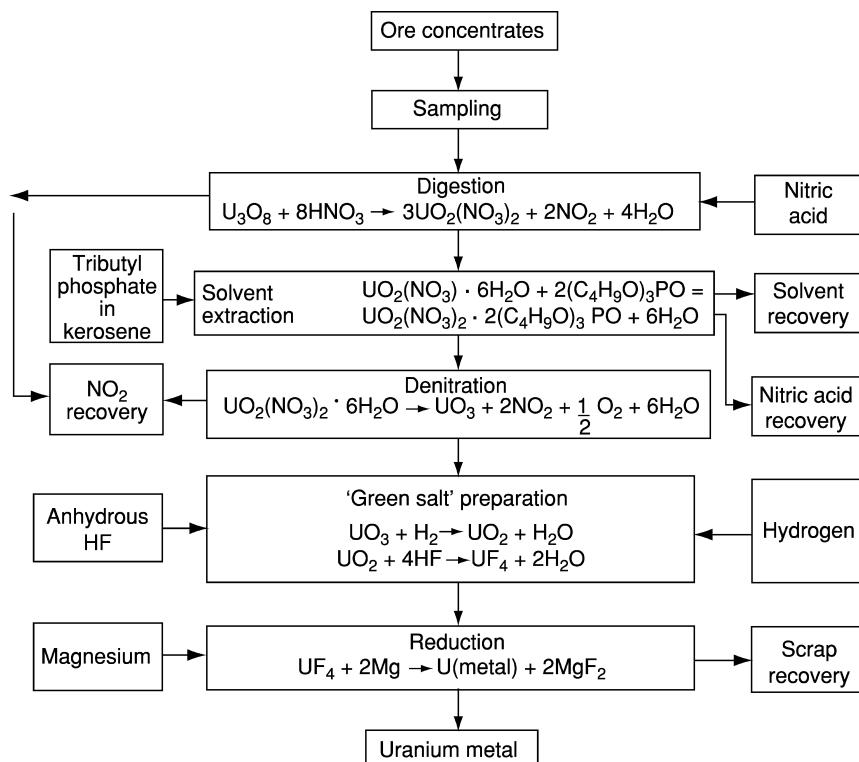 Ore concentrates
Sampling
Digestion
U₃O₈ + 8HNO₃ → 3UO₂(NO₃)₂ + 2NO₂ + 4H₂O
Nitric
acid
Tributyl
phosphate
in
kerosene
Solvent
extraction
UO₂(NO₃) · 6H₂O + 2(C₄H₉O)₃PO =
UO₂(NO₃)₂ · 2(C₄H₉O)₃ PO + 6H₂O
Solvent
recovery
NO₂
recovery
Denitration
UO₂(NO₃)₂ · 6H₂O → UO₃ + 2NO₂ + 1/2 O₂ + 6H₂O
Nitric acid
recovery
Anhydrous
HF
'Green salt' preparation
UO₃ + H₂ → UO₂ + H₂O
UO₂ + 4HF → UF₄ + 2H₂O
Hydrogen
Magnesium
Reduction
UF₄ + 2Mg → U(metal) + 2MgF₂
Scrap
recovery
Uranium metal